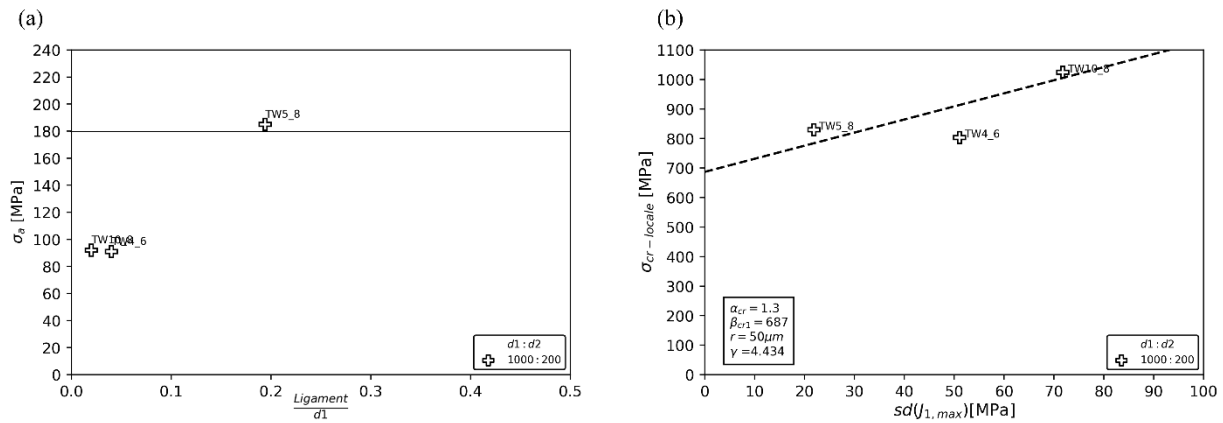 (a)
240
220
200
180
160
140
120
100
80
60
40
20
0
σₐ [MPa]
TW5_8
TW10_8
TW4_6
d1 : d2
1000 : 200
0.0 0.1 0.2 0.3 0.4 0.5
Ligament
d1
(b)
1100
1000
900
800
700
600
500
400
300
200
100
0
σcr−locale [MPa]
TW10_8
TW5_8
TW4_6
αcr = 1.3
βcr1 = 687
r = 50μm
γ =4.434
d1 : d2
1000 : 200
0 10 20 30 40 50 60 70 80 90 100
sd(J1,max)[MPa]